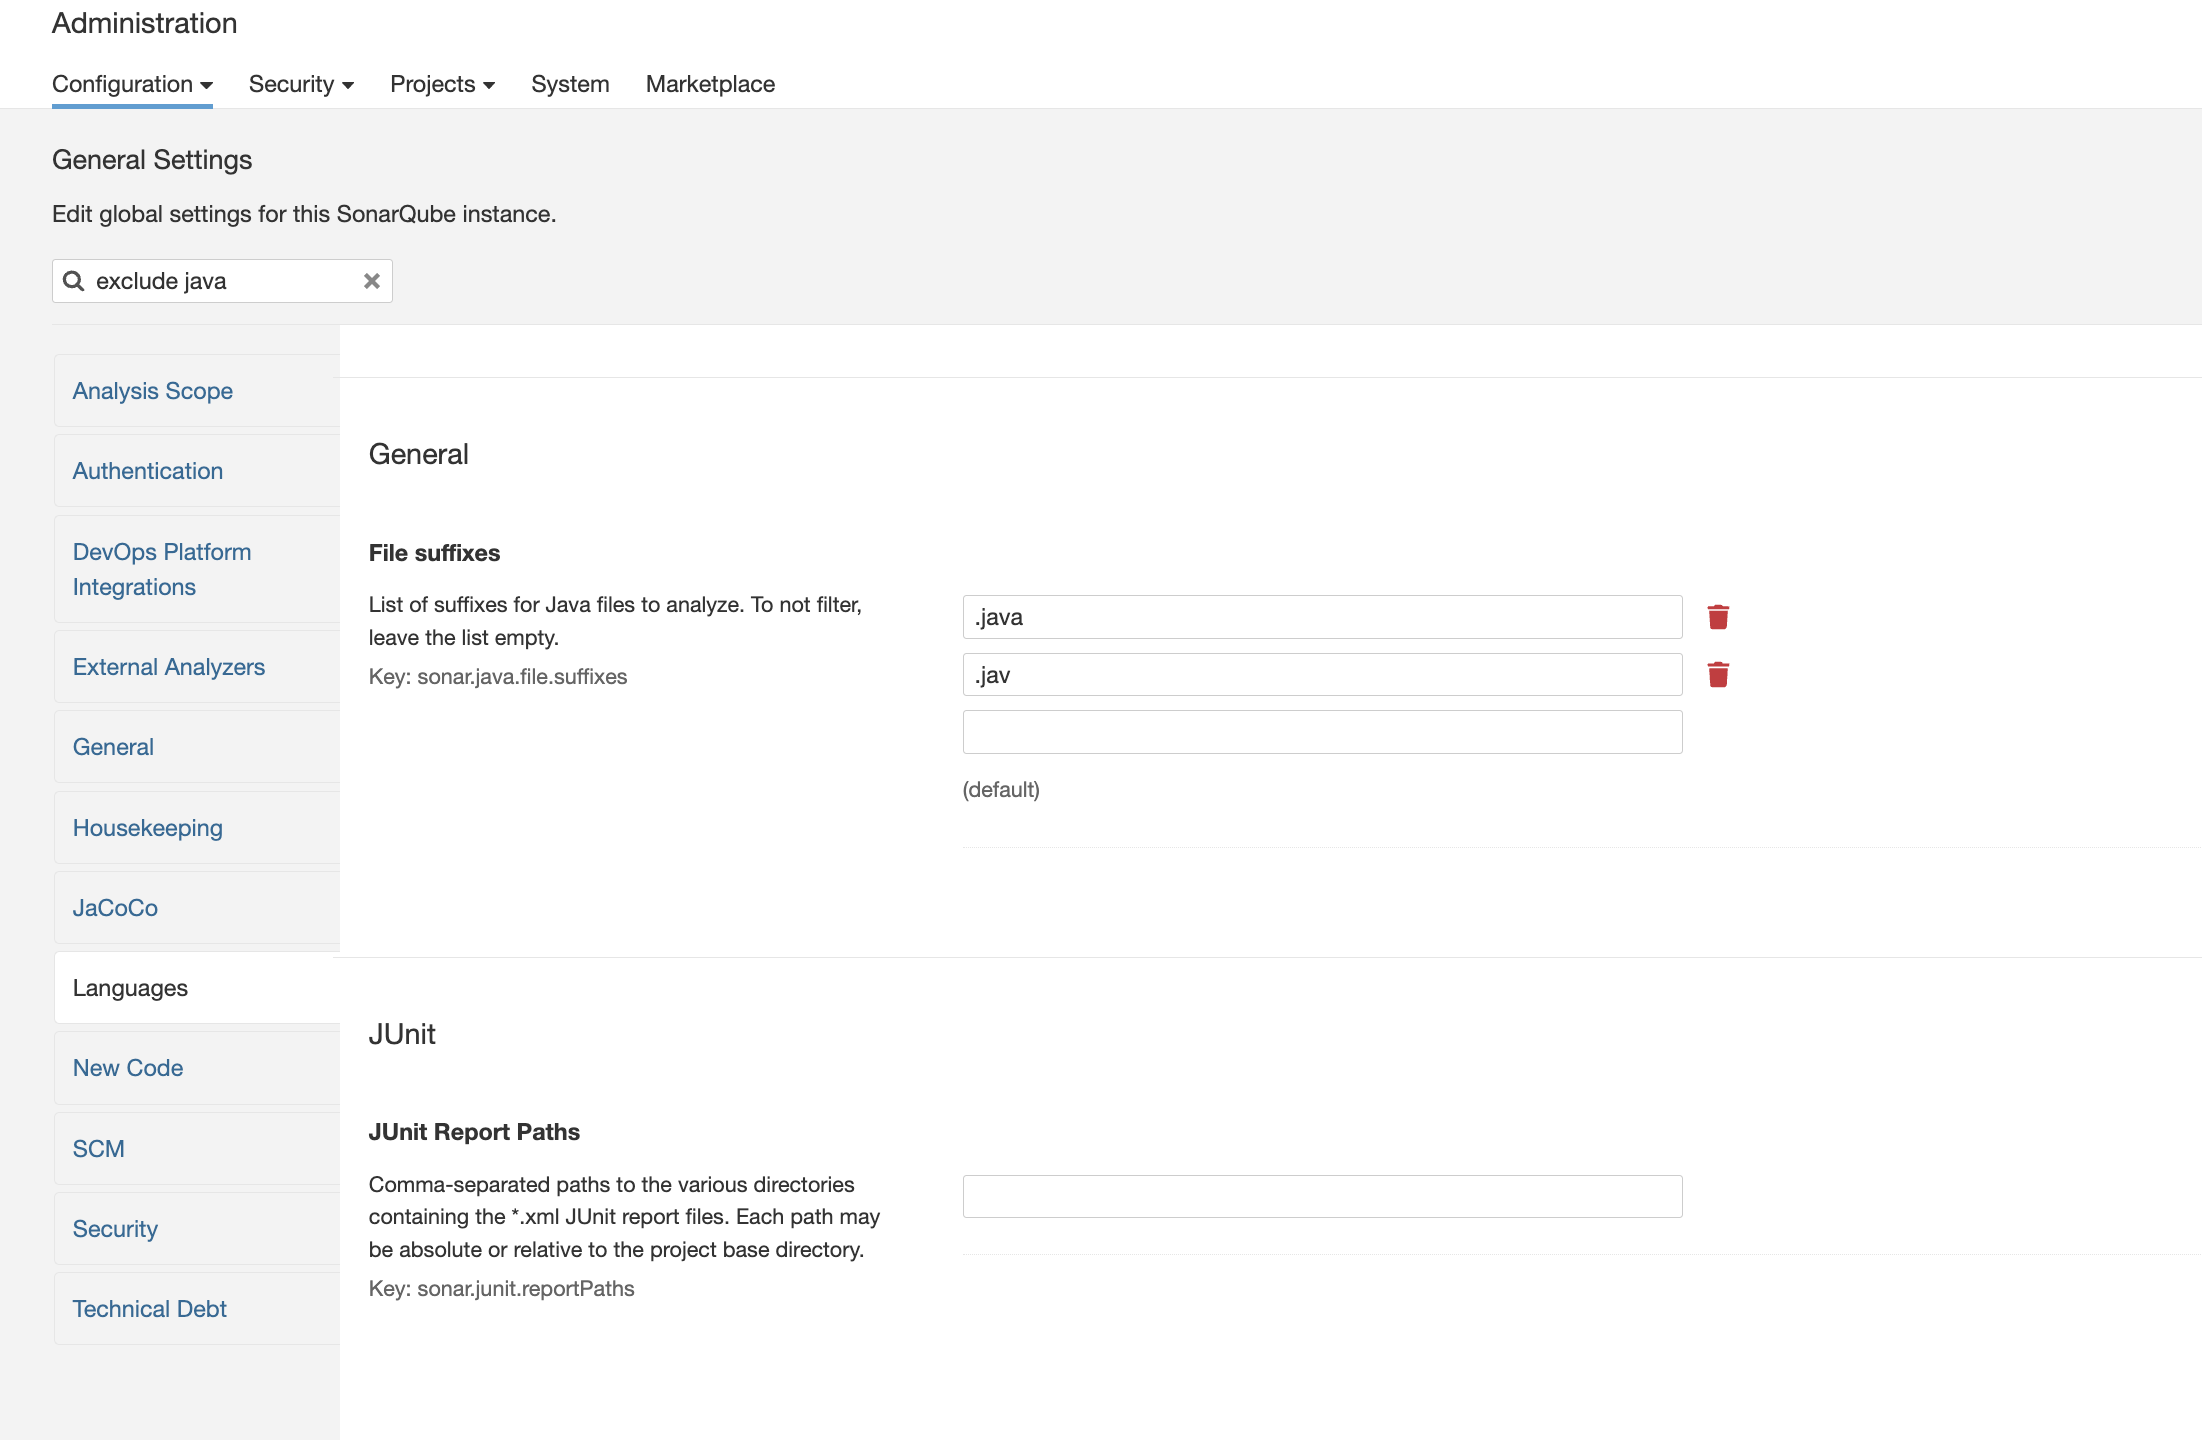 Administration
Configuration
Security
Projects
System
Marketplace
General Settings
Edit global settings for this SonarQube instance.
exclude java
Analysis Scope
Authentication
DevOps Platform
Integrations
External Analyzers
General
Housekeeping
JaCoCo
Languages
New Code
SCM
Security
Technical Debt
General
File suffixes
List of suffixes for Java files to analyze. To not filter,
leave the list empty.
Key: sonar.java.file.suffixes
.java
.jav
(default)
JUnit
JUnit Report Paths
Comma-separated paths to the various directories
containing the *.xml JUnit report files. Each path may
be absolute or relative to the project base directory.
Key: sonar.junit.reportPaths